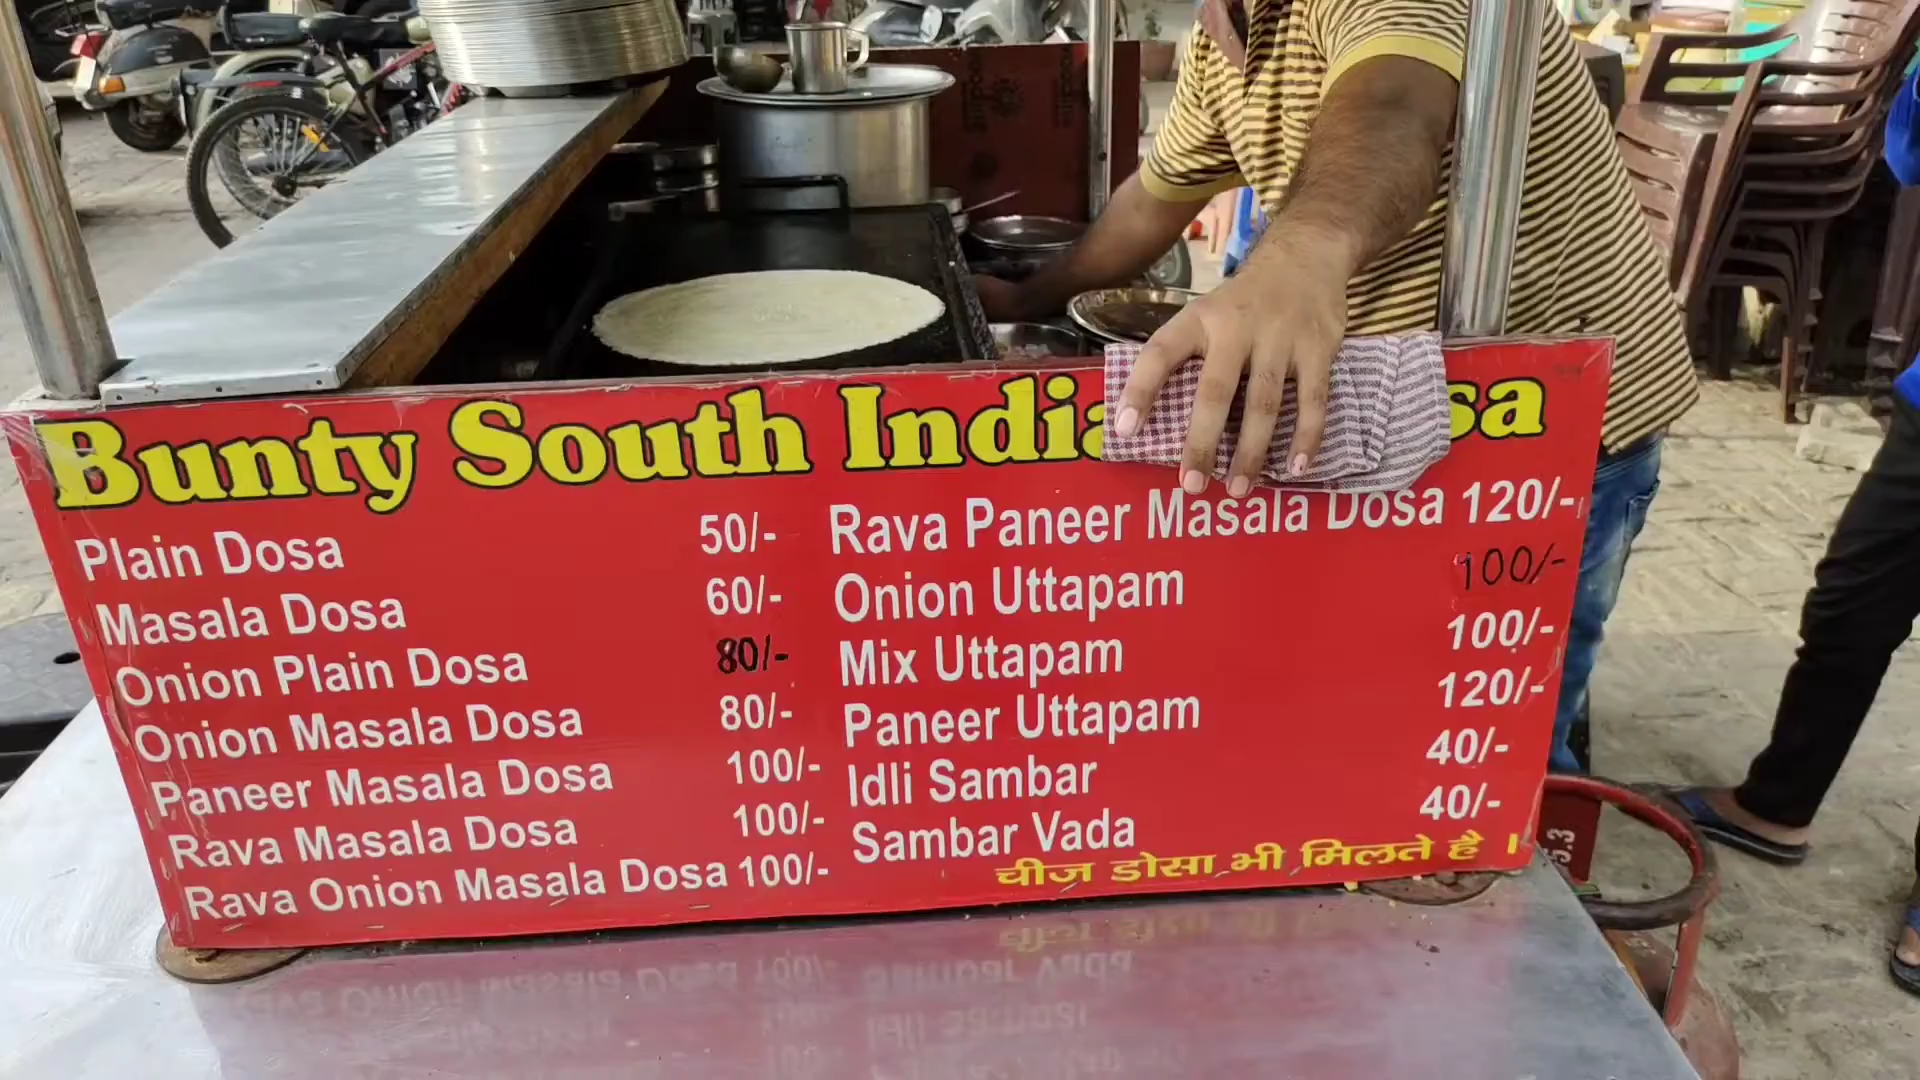 Bunty South India sa
Plain Dosa 50/-
Masala Dosa 60/-
Onion Plain Dosa 80/-
Onion Masala Dosa 80/-
Paneer Masala Dosa 100/-
Rava Masala Dosa 100/-
Rava Onion Masala Dosa 100/-
Rava Paneer Masala Dosa 120/-
Onion Uttapam 100/-
Mix Uttapam 100/-
Paneer Uttapam 120/-
Idli Sambar 40/-
Sambar Vada 40/-
चीज डोसा भी मिलते है ।
5.3